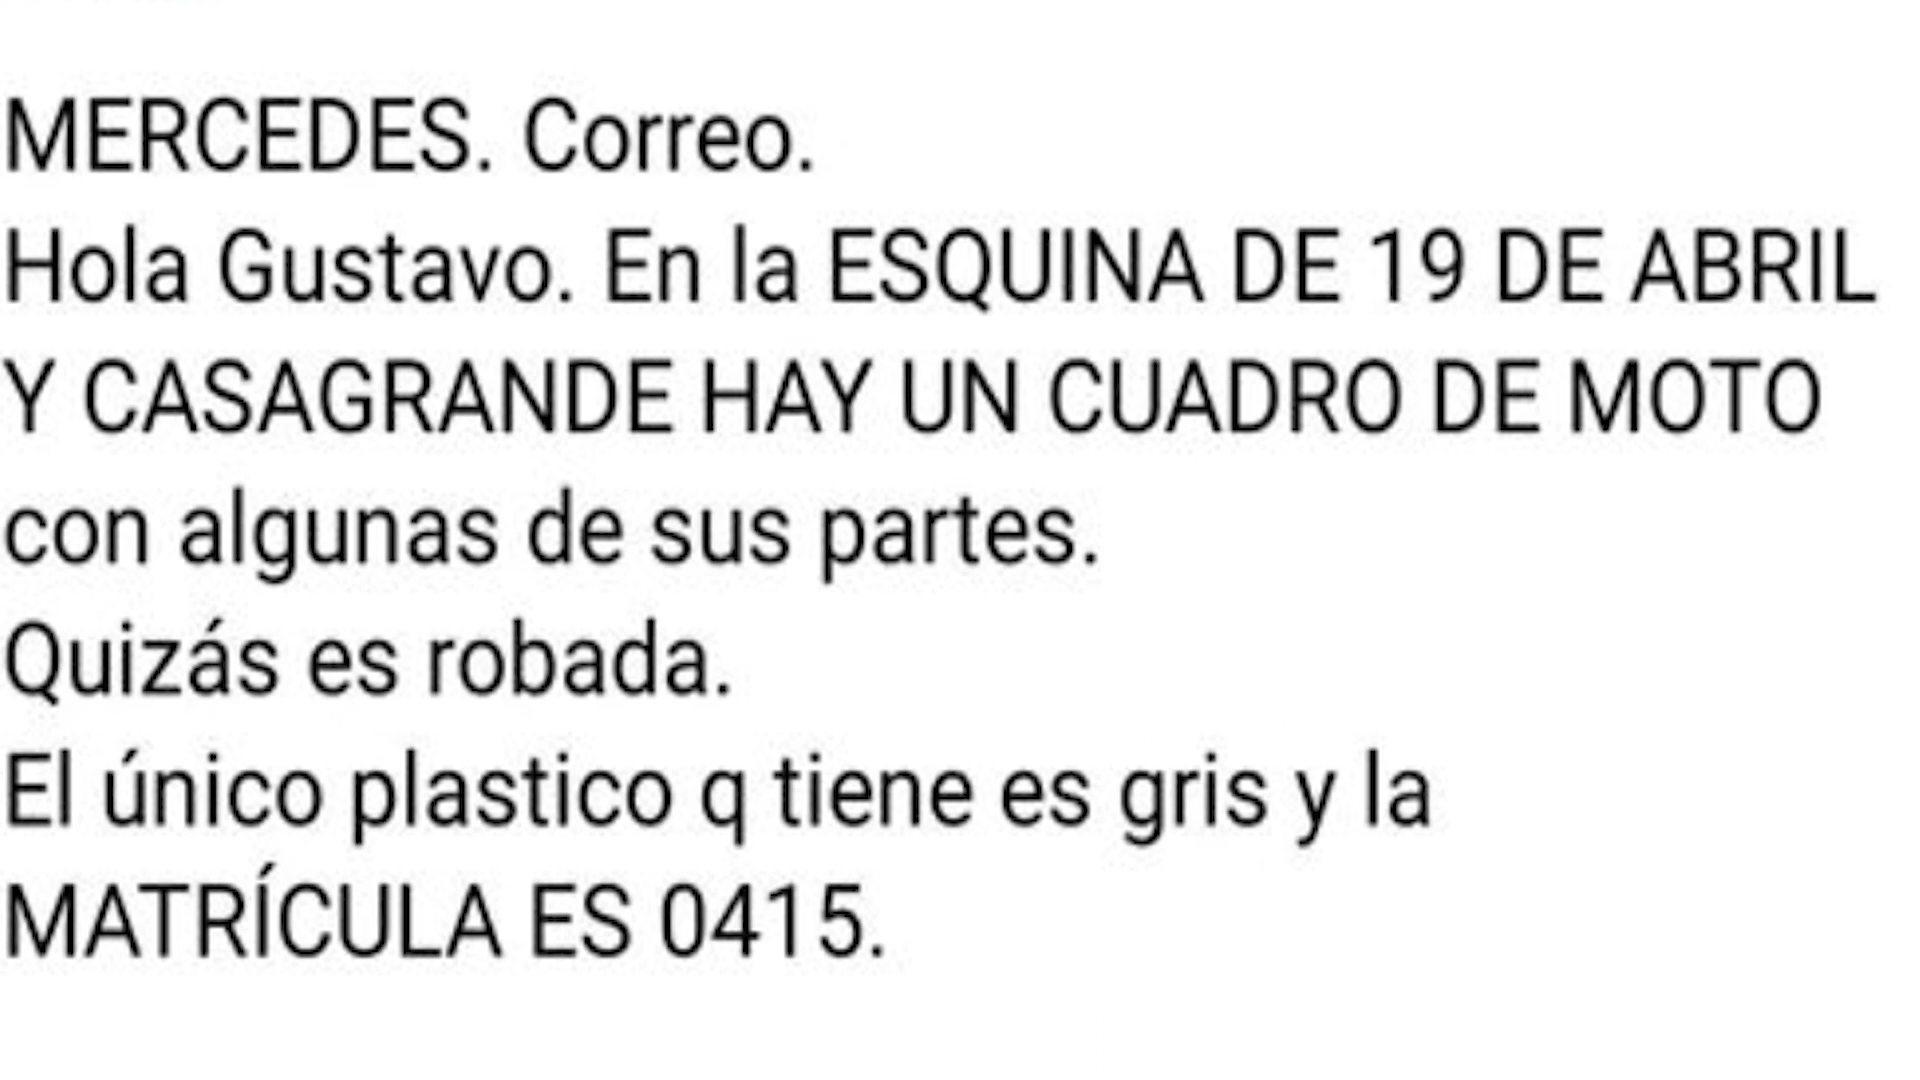 MERCEDES. Correo.
Hola Gustavo. En la ESQUINA DE 19 DE ABRIL
Y CASAGRANDE HAY UN CUADRO DE MOTO
con algunas de sus partes.
Quizás es robada.
El único plastico q tiene es gris y la
MATRÍCULA ES 0415.